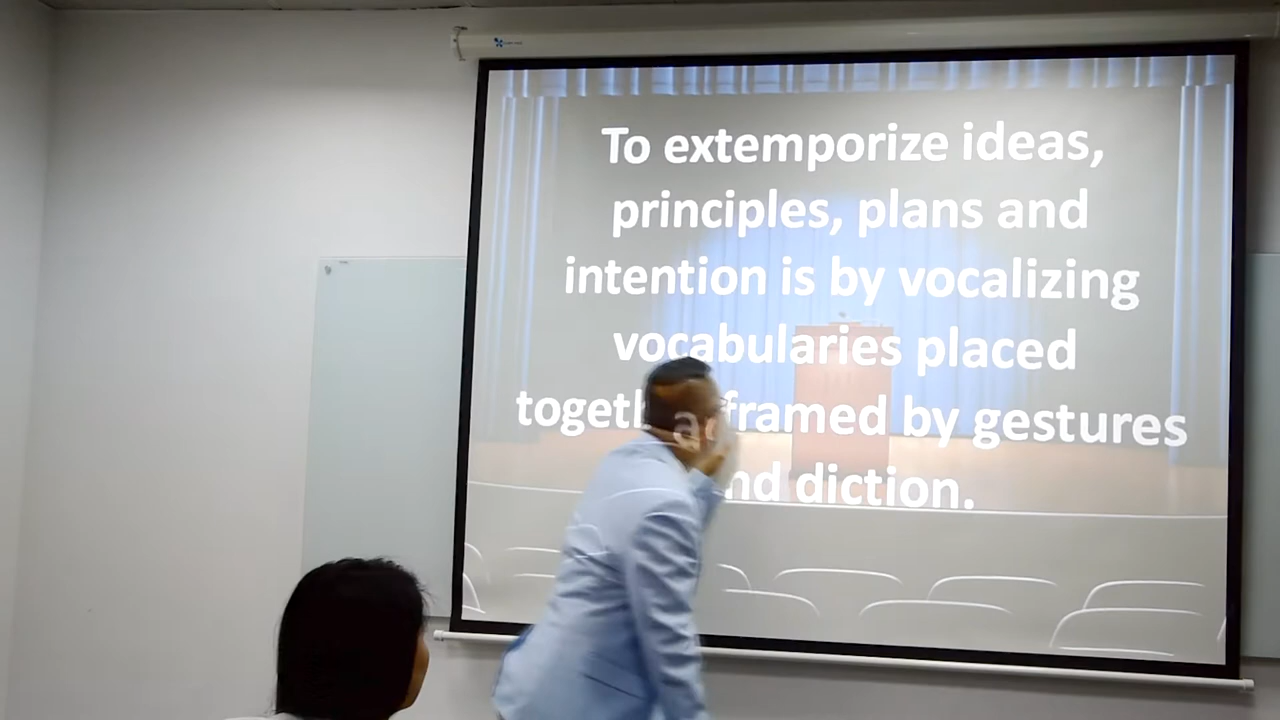 To extemporize ideas,
principles, plans and
intention is by vocalizing
vocabularies placed
framed by gestures
diction.